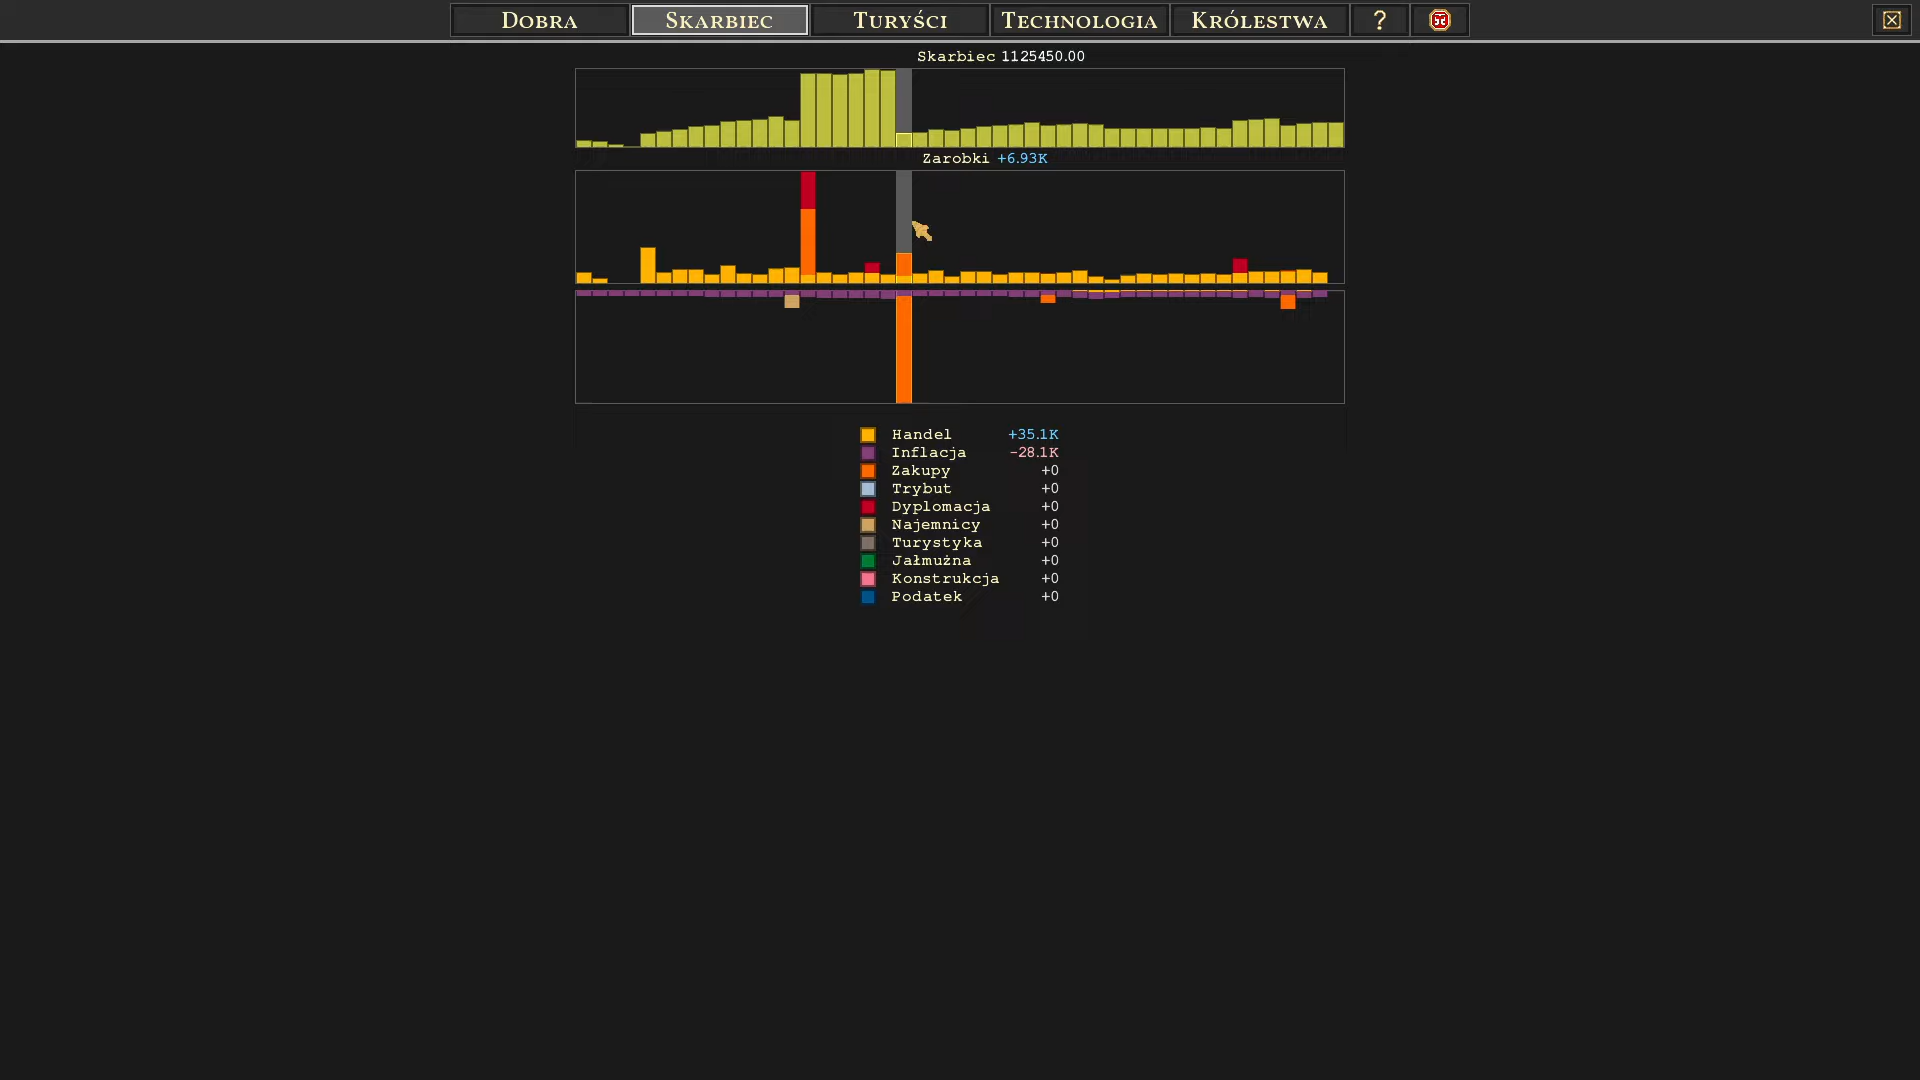 DOBRA SKARBIEC TURYŚCI TECHNOLOGIA KRÓLESTWA ?
Skarbiec 1125450.00
Zarobki +6.93K
Handel +35.1K
Inflacja -28.1K
Zakupy +0
Trybut +0
Dyplomacja +0
Najemnicy +0
Turystyka +0
Jałmużna +0
Konstrukcja +0
Podatek +0